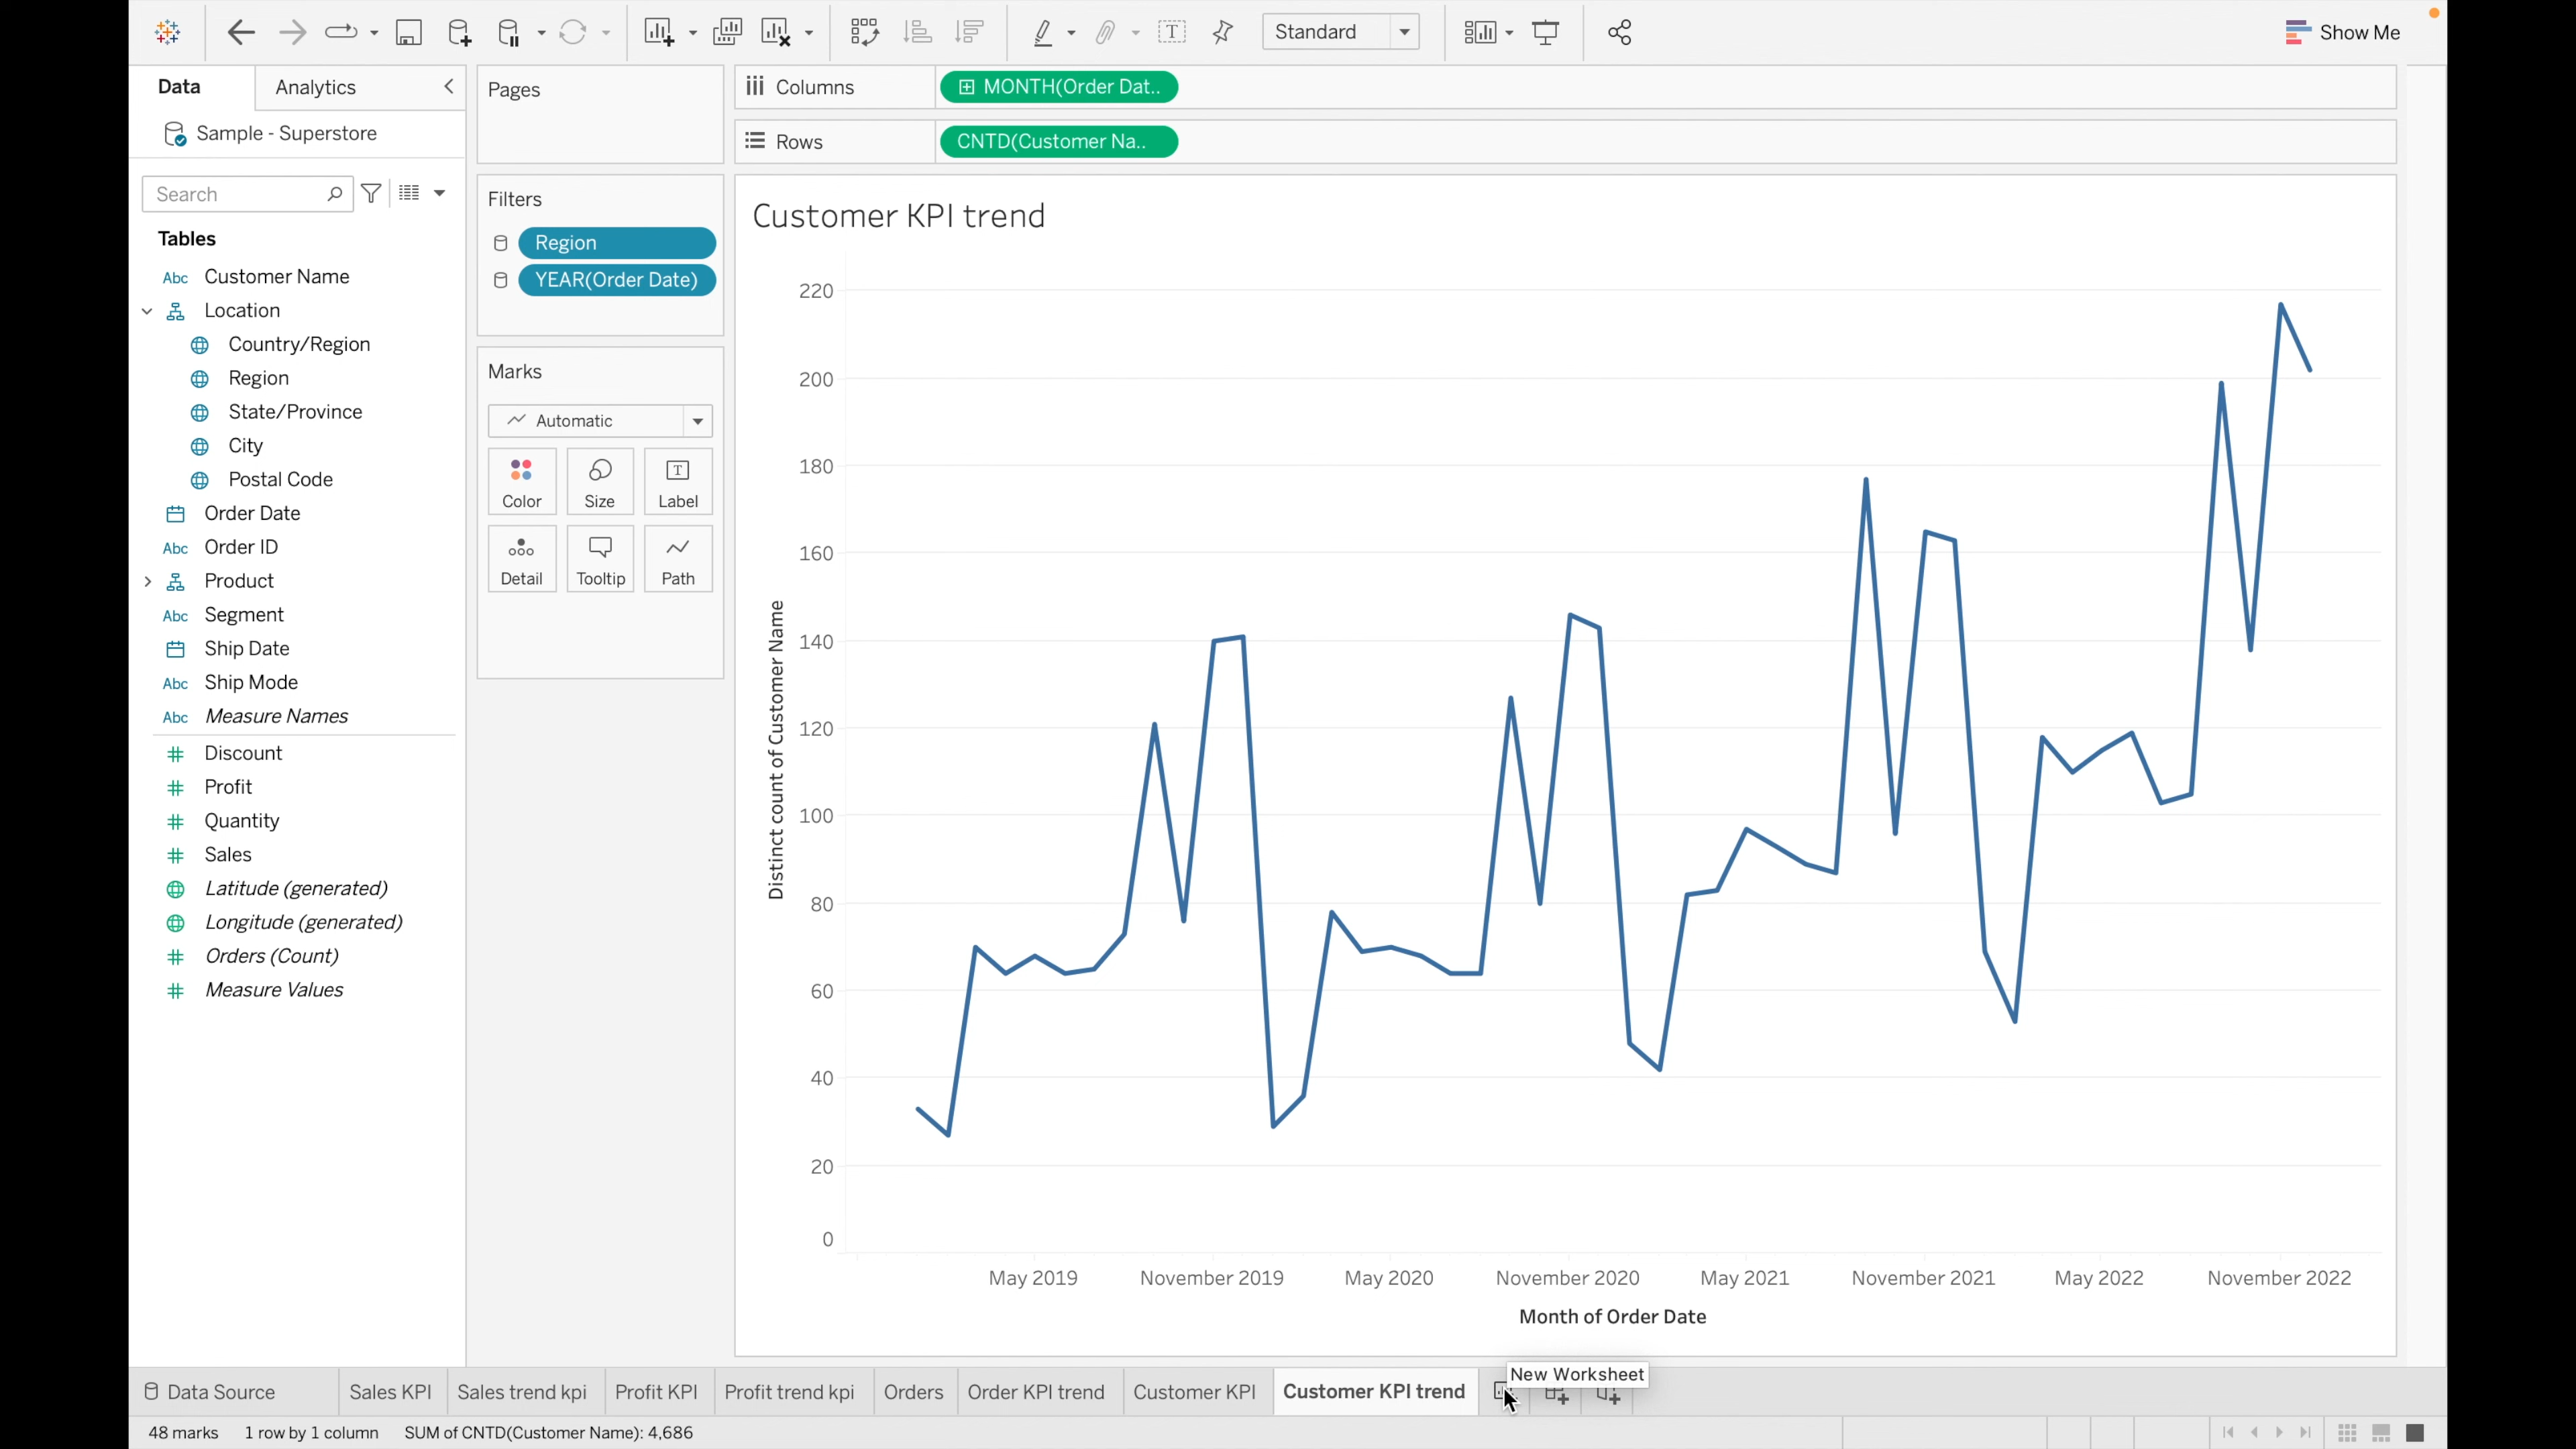 Standard
Show Me
Data
Analytics
Sample - Superstore
Search
Tables
Abc Customer Name
Location
Country/Region
Region
State/Province
City
Postal Code
Order Date
Abc Order ID
Product
Abc Segment
Ship Date
Abc Ship Mode
Abc Measure Names
Discount
Profit
Quantity
Sales
Latitude (generated)
Longitude (generated)
Orders (Count)
Measure Values
Pages
Filters
Region
YEAR(Order Date)
Marks
Automatic
Color
Size
T
Label
Detail
Tooltip
Path
Columns
MONTH(Order Dat..
Rows
CNTD(Customer Na..
Customer KPI trend
Distinct count of Customer Name
220
200
180
160
140
120
100
80
60
40
20
0
May 2019
November 2019
May 2020
November 2020
May 2021
November 2021
May 2022
November 2022
Month of Order Date
New Worksheet
Data Source
Sales KPI
Sales trend kpi
Profit KPI
Profit trend kpi
Orders
Order KPI trend
Customer KPI
Customer KPI trend
48 marks
1 row by 1 column
SUM of CNTD(Customer Name): 4,686